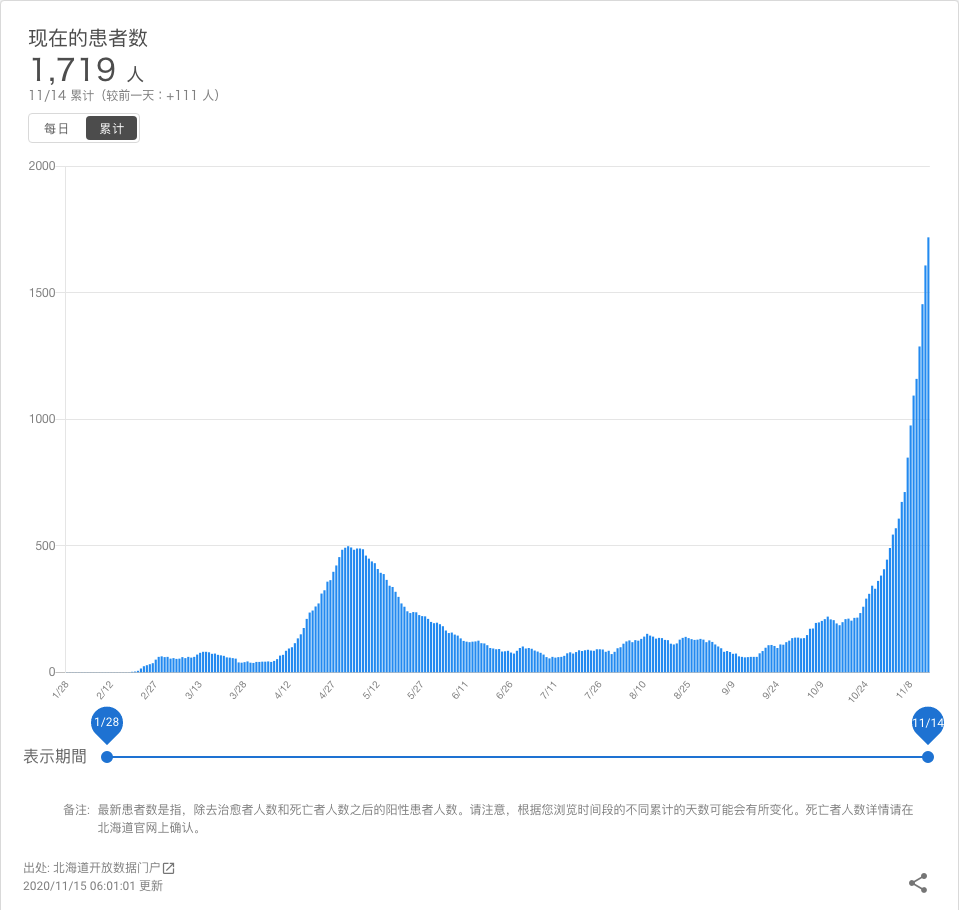 现在的患者数
1,719 人
11/14 累计（较前一天：+111 人）
每日 累计
2000
1500
1000
500
0
1/28 2/12 2/27 3/13 3/28 4/12 4/27 5/12 5/27 6/11 6/26 7/11 7/26 8/10 8/25 9/9 9/24 10/9 10/24 11/8
1/28 11/14
表示期間
备注: 最新患者数是指，除去治愈者人数和死亡者人数之后的阳性患者人数。请注意，根据您浏览时间段的不同累计的天数可能会有所变化。死亡者人数详情请在
北海道官网上确认。
出处: 北海道开放数据门户
2020/11/15 06:01:01 更新